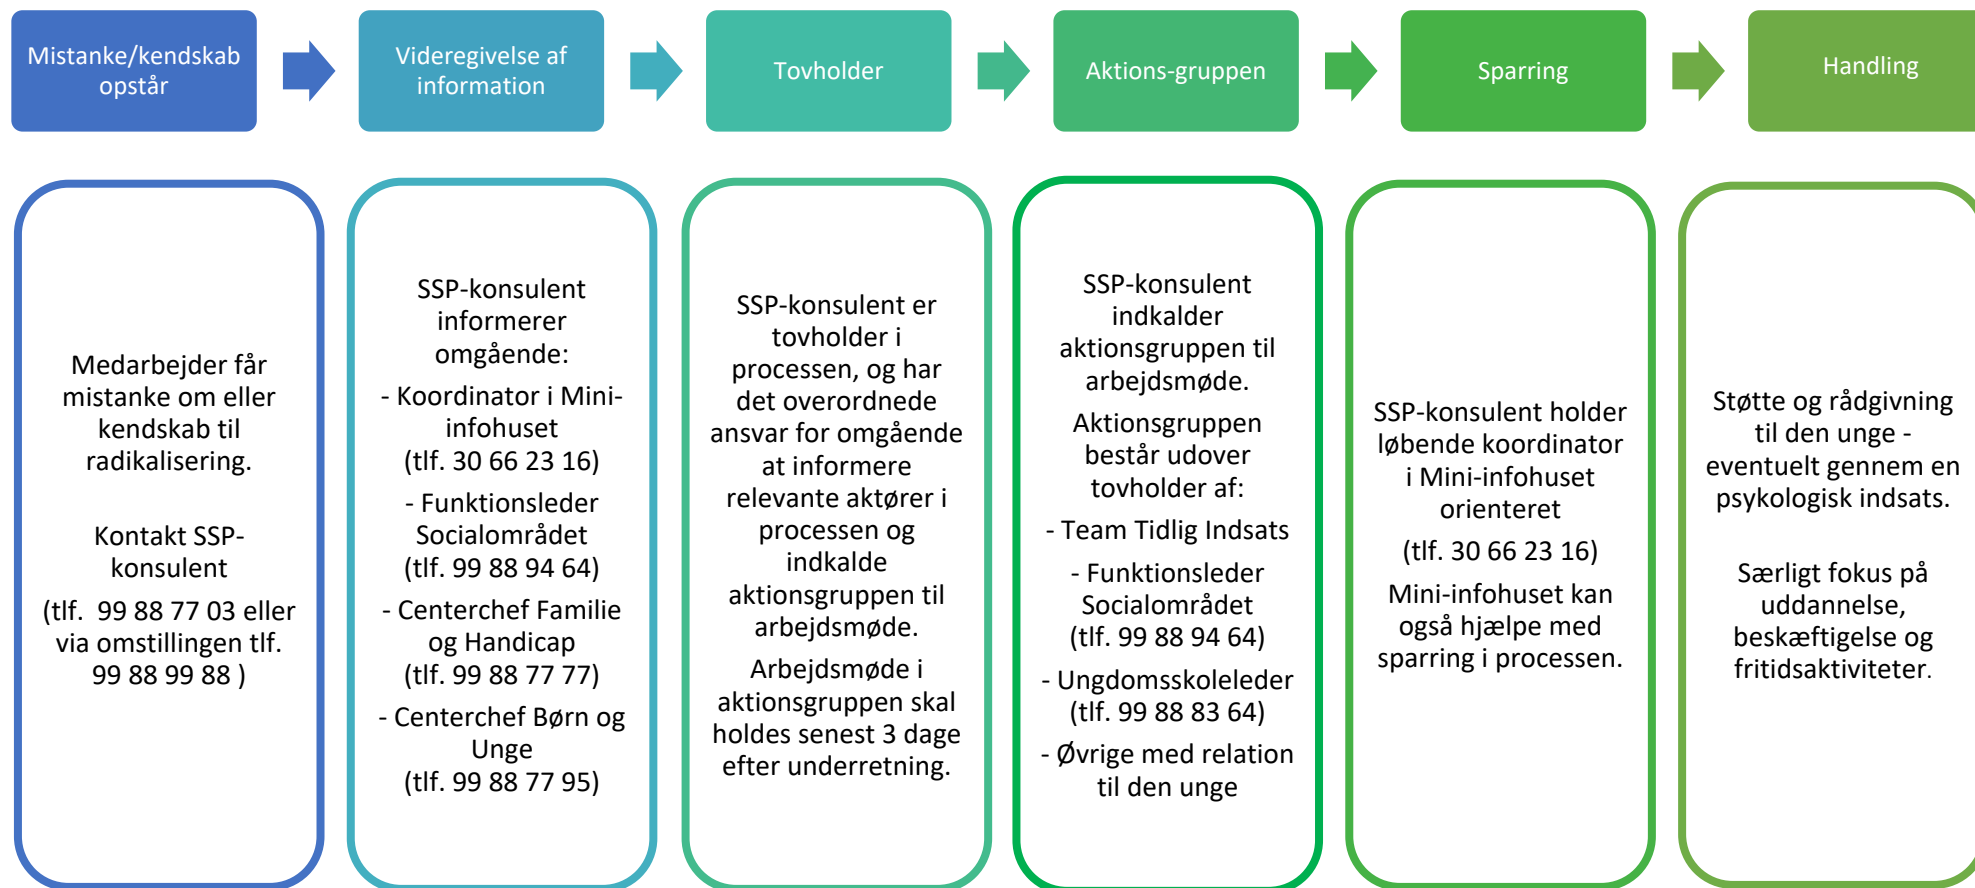 Mistanke/kendskab
opstår
Videregivelse af
information
Tovholder
Aktions-gruppen
Sparring
Handling
Medarbejder får
mistanke om eller
kendskab til
radikalisering.
Kontakt SSP-
konsulent
(tlf.  99 88 77 03 eller
via omstillingen tlf.
99 88 99 88 )
SSP-konsulent
informerer
omgående:
- Koordinator i Mini-
infohuset
(tlf. 30 66 23 16)
- Funktionsleder
Socialområdet
(tlf. 99 88 94 64)
- Centerchef Familie
og Handicap
(tlf. 99 88 77 77)
- Centerchef Børn og
Unge
(tlf. 99 88 77 95)
SSP-konsulent er
tovholder i
processen, og har
det overordnede
ansvar for omgående
at informere
relevante aktører i
processen og
indkalde
aktionsgruppen til
arbejdsmøde.
Arbejdsmøde i
aktionsgruppen skal
holdes senest 3 dage
efter underretning.
SSP-konsulent
indkalder
aktionsgruppen til
arbejdsmøde.
Aktionsgruppen
består udover
tovholder af:
- Team Tidlig Indsats
- Funktionsleder
Socialområdet
(tlf. 99 88 94 64)
- Ungdomsskoleleder
(tlf. 99 88 83 64)
- Øvrige med relation
til den unge
SSP-konsulent holder
løbende koordinator
i Mini-infohuset
orienteret
(tlf. 30 66 23 16)
Mini-infohuset kan
også hjælpe med
sparring i processen.
Støtte og rådgivning
til den unge -
eventuelt gennem en
psykologisk indsats.
Særligt fokus på
uddannelse,
beskæftigelse og
fritidsaktiviteter.